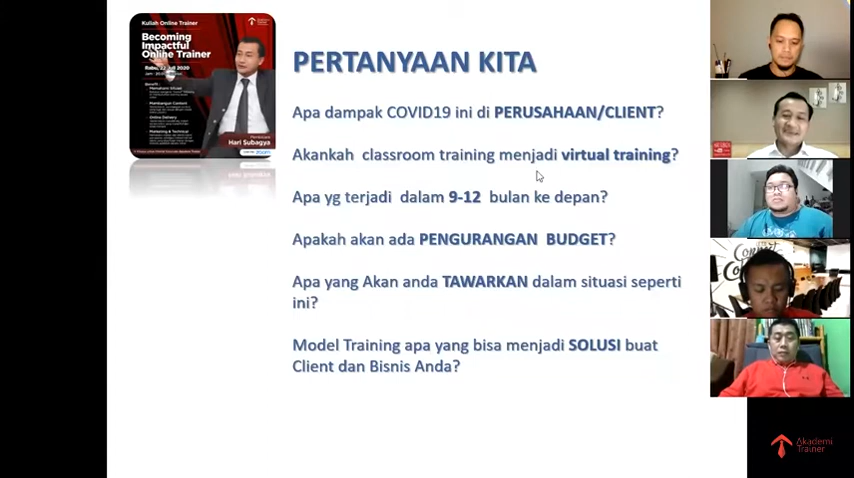 Kuliah Online Trainer
Akademi
Trainer
Becoming
Impactful
Online Trainer
Hari Subagya
PERTANYAAN KITA
Apa dampak COVID19 ini di PERUSAHAAN/CLIENT?
Akankah classroom training menjadi virtual training?
Apa yg terjadi dalam 9-12 bulan ke depan?
Apakah akan ada PENGURANGAN BUDGET?
Apa yang Akan anda TAWARKAN dalam situasi seperti
ini?
Model Training apa yang bisa menjadi SOLUSI buat
Client dan Bisnis Anda?
Akademi
Trainer